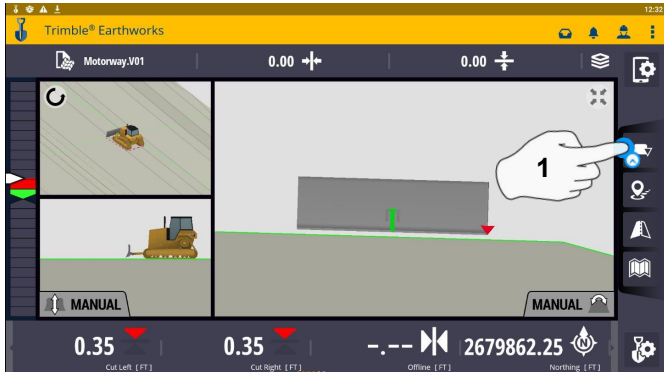 12:32
Trimble® Earthworks
Motorway.V01 0.00 0.00
1
MANUAL MANUAL
0.35 0.35 -.-- 2679862.25
Cut Left [FT] Cut Right [FT] Offline [FT] Northing [FT]